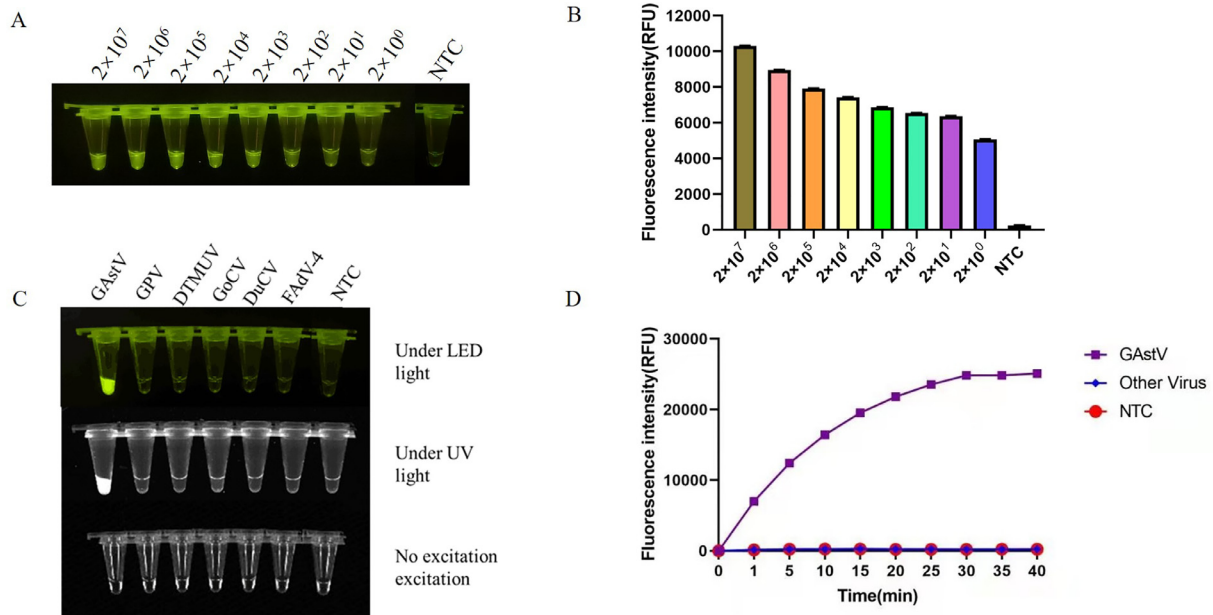 A
2×10⁷ 2×10⁶ 2×10⁵ 2×10⁴ 2×10³ 2×10² 2×10¹ 2×10⁰ NTC
B
Fluorescence intensity(RFU)
12000
10000
8000
6000
4000
2000
0
2×10⁷ 2×10⁶ 2×10⁵ 2×10⁴ 2×10³ 2×10² 2×10¹ 2×10⁰ NTC
C
GAstV GPV DTMUV GoCV DuCV FAdV-4 NTC
Under LED
light
Under UV
light
No excitation
excitation
D
Fluorescence intensity(RFU)
30000
20000
10000
0
0 1 5 10 15 20 25 30 35 40
Time(min)
GAstV
Other Virus
NTC